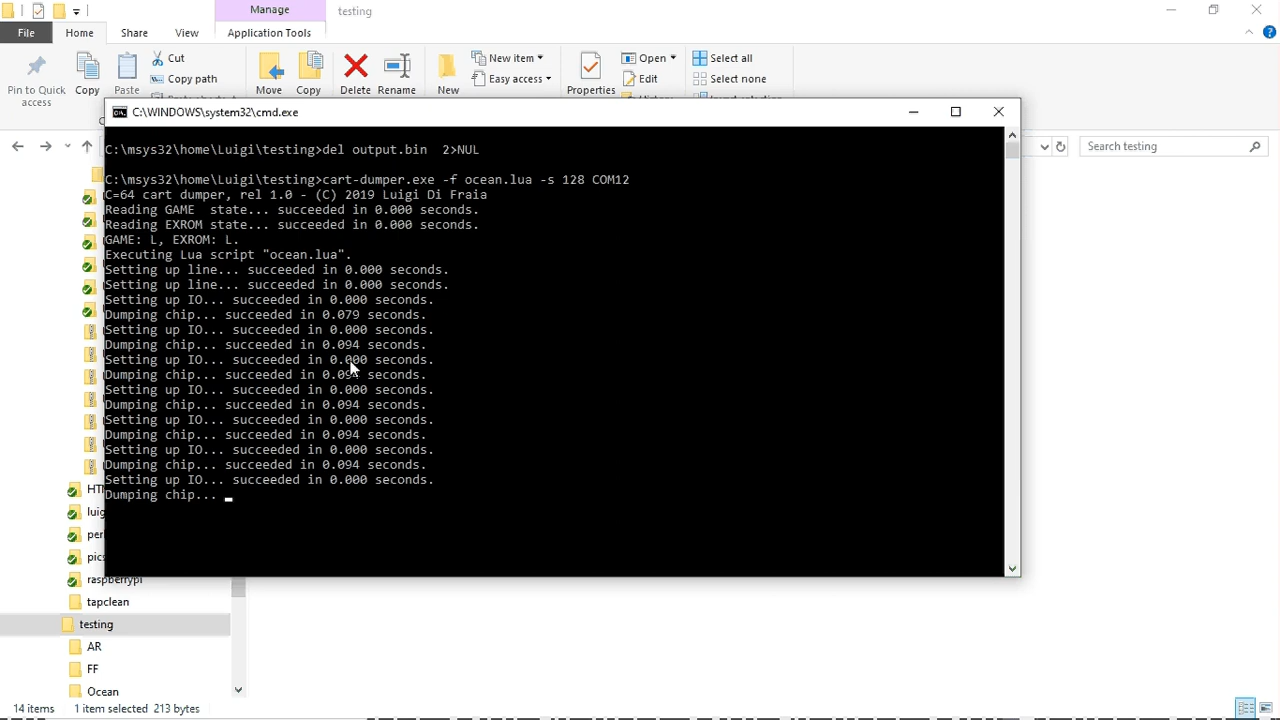 Manage
testing
File
Home
Share
View
Application Tools
Pin to Quick access
Copy
Paste
Cut
Copy path
Move
Copy
Delete
Rename
New
New item
Easy access
Properties
Open
Edit
Select all
Select none
C:\WINDOWS\system32\cmd.exe
Search testing
C:\msys32\home\Luigi\testing>del output.bin  2>NUL
C:\msys32\home\Luigi\testing>cart-dumper.exe -f ocean.lua -s 128 COM12
C=64 cart dumper, rel 1.0 - (C) 2019 Luigi Di Fraia
Reading GAME  state... succeeded in 0.000 seconds.
Reading EXROM state... succeeded in 0.000 seconds.
GAME: L, EXROM: L.
Executing Lua script "ocean.lua".
Setting up line... succeeded in 0.000 seconds.
Setting up line... succeeded in 0.000 seconds.
Setting up IO... succeeded in 0.000 seconds.
Dumping chip... succeeded in 0.079 seconds.
Setting up IO... succeeded in 0.000 seconds.
Dumping chip... succeeded in 0.094 seconds.
Setting up IO... succeeded in 0.000 seconds.
Dumping chip... succeeded in 0.094 seconds.
Setting up IO... succeeded in 0.000 seconds.
Dumping chip... succeeded in 0.094 seconds.
Setting up IO... succeeded in 0.000 seconds.
Dumping chip... succeeded in 0.094 seconds.
Setting up IO... succeeded in 0.000 seconds.
Dumping chip... succeeded in 0.094 seconds.
Setting up IO... succeeded in 0.000 seconds.
Dumping chip...
raspberrypi
tapclean
testing
AR
FF
Ocean
14 items
1 item selected  213 bytes